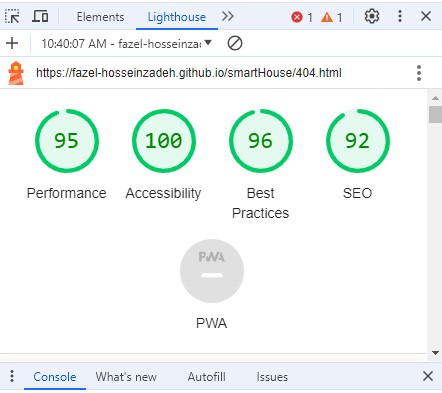 Elements Lighthouse 1 1
10:40:07 AM - fazel-hosseinza
https://fazel-hosseinzadeh.github.io/smartHouse/404.html
95 100 96 92
Performance Accessibility Best Practices SEO
PWA
PWA
Console What's new Autofill Issues